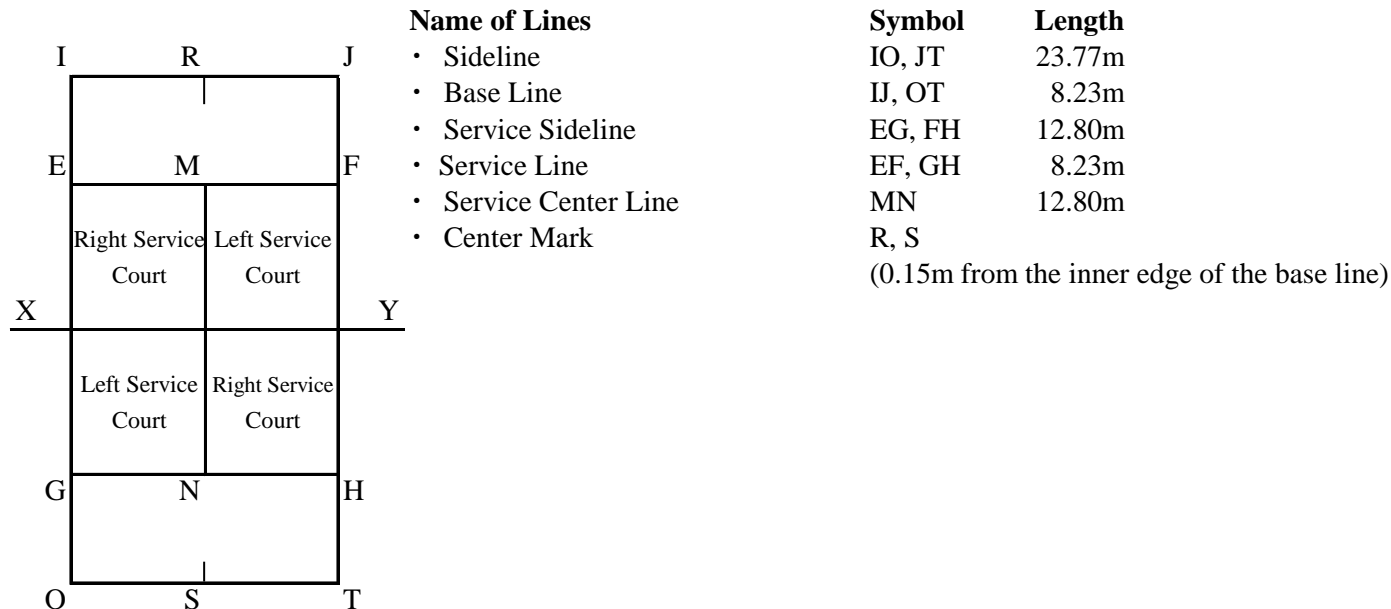 Name of Lines Symbol Length
I R J ・ Sideline IO, JT 23.77m
・ Base Line IJ, OT 8.23m
・ Service Sideline EG, FH 12.80m
E M F ・ Service Line EF, GH 8.23m
・ Service Center Line MN 12.80m
Right Service Left Service ・ Center Mark R, S
Court Court (0.15m from the inner edge of the base line)
X Y
Left Service Right Service
Court Court
G N H
O S T